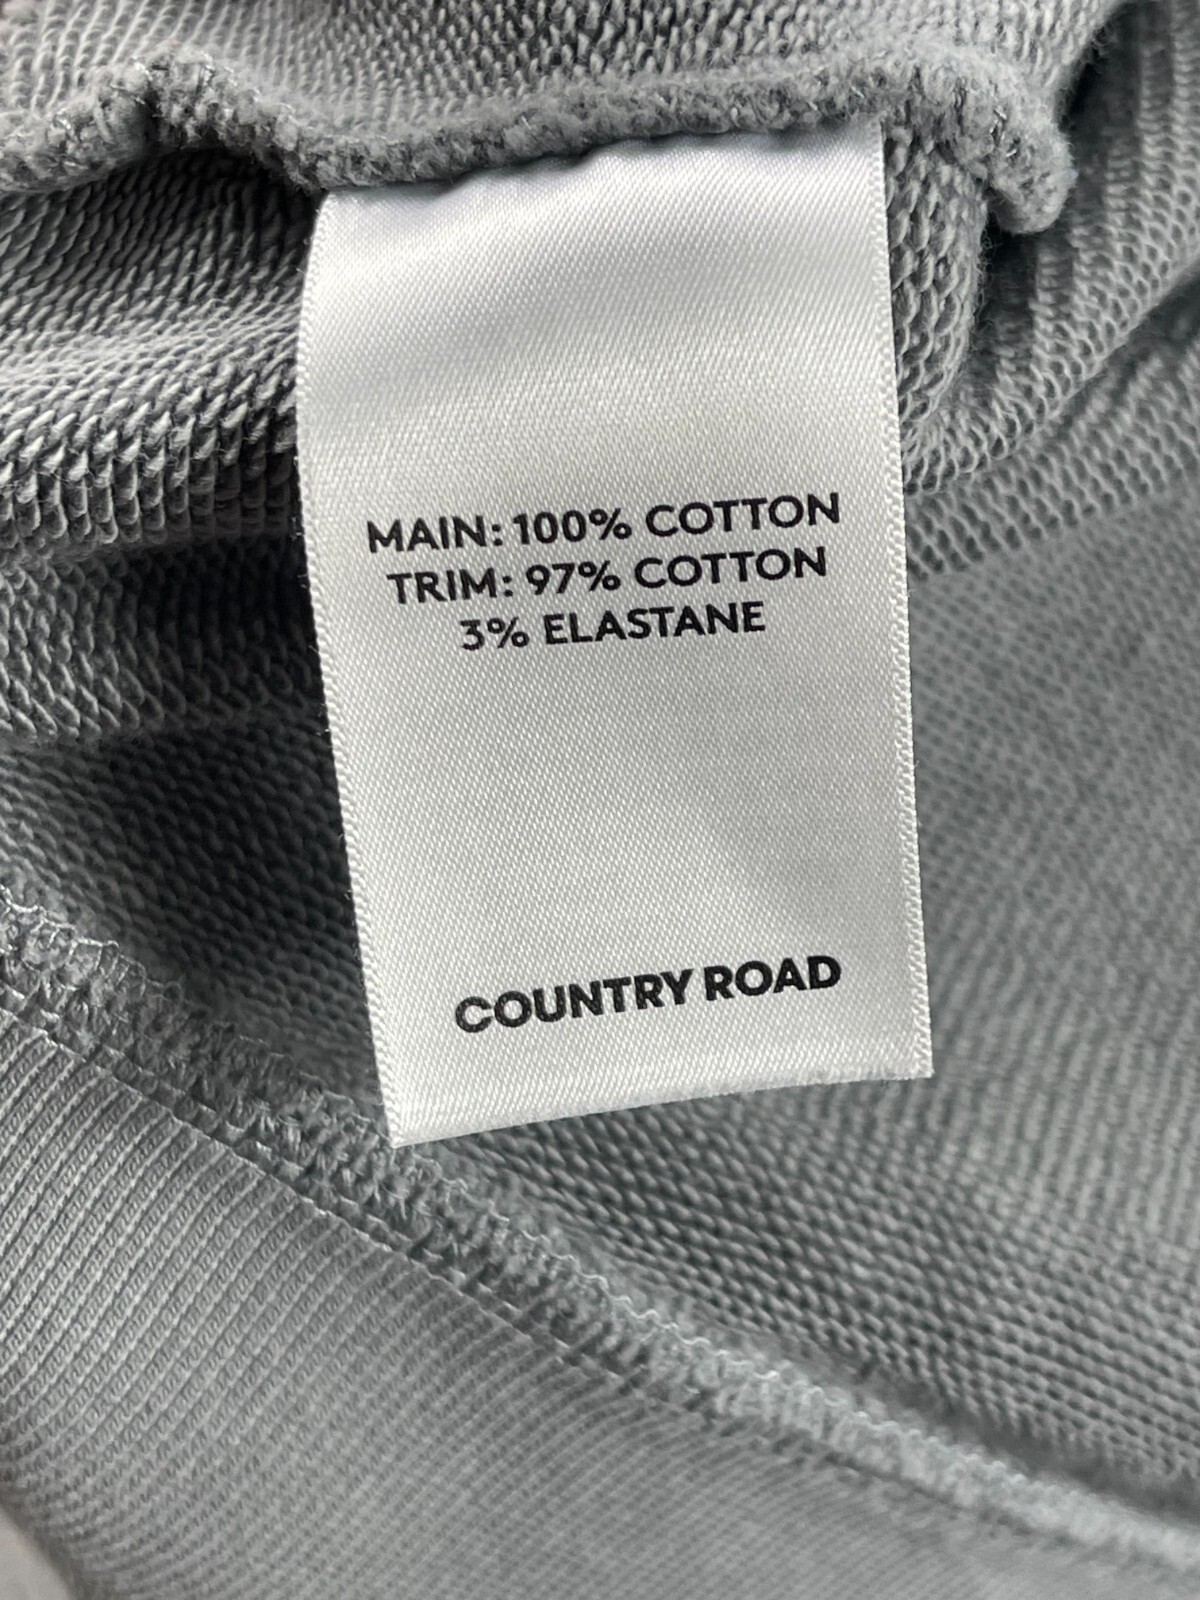 MAIN: 100% COTTON
TRIM: 97% COTTON
3% ELASTANE
COUNTRY ROAD